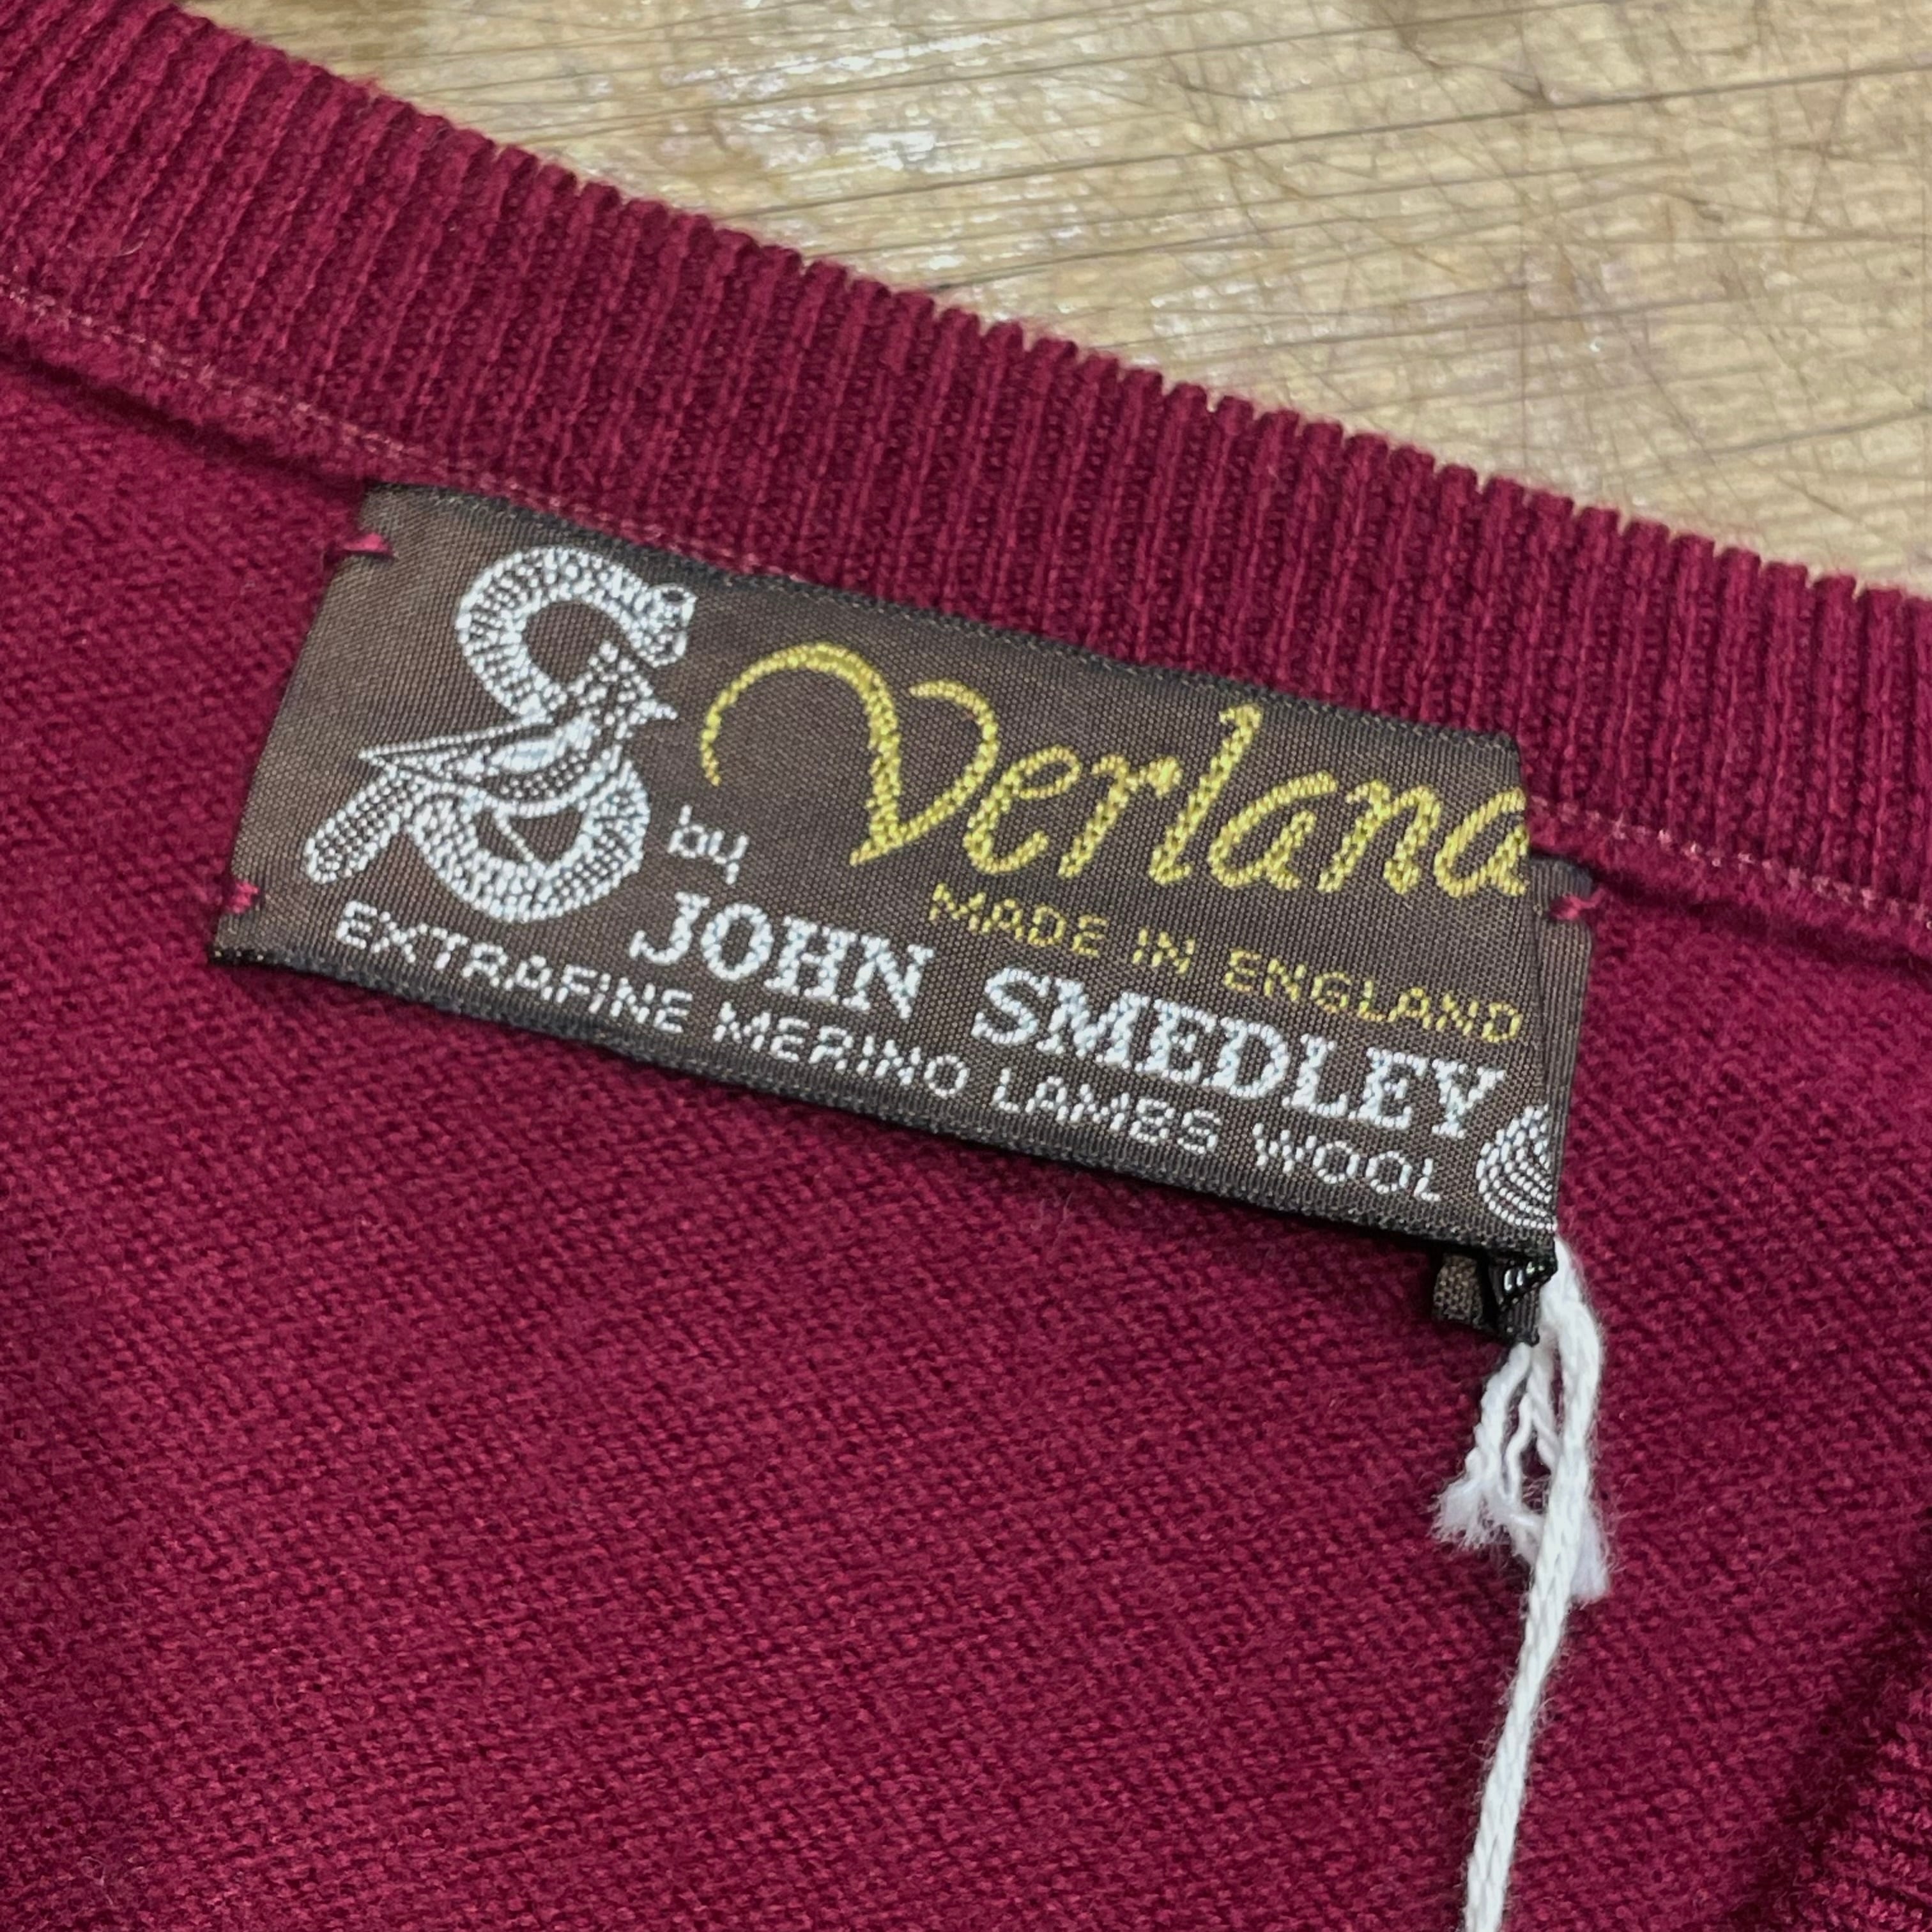 Verlana
MADE IN ENGLAND
by JOHN SMEDLEY
EXTRAFINE MERINO LAMBS WOOL